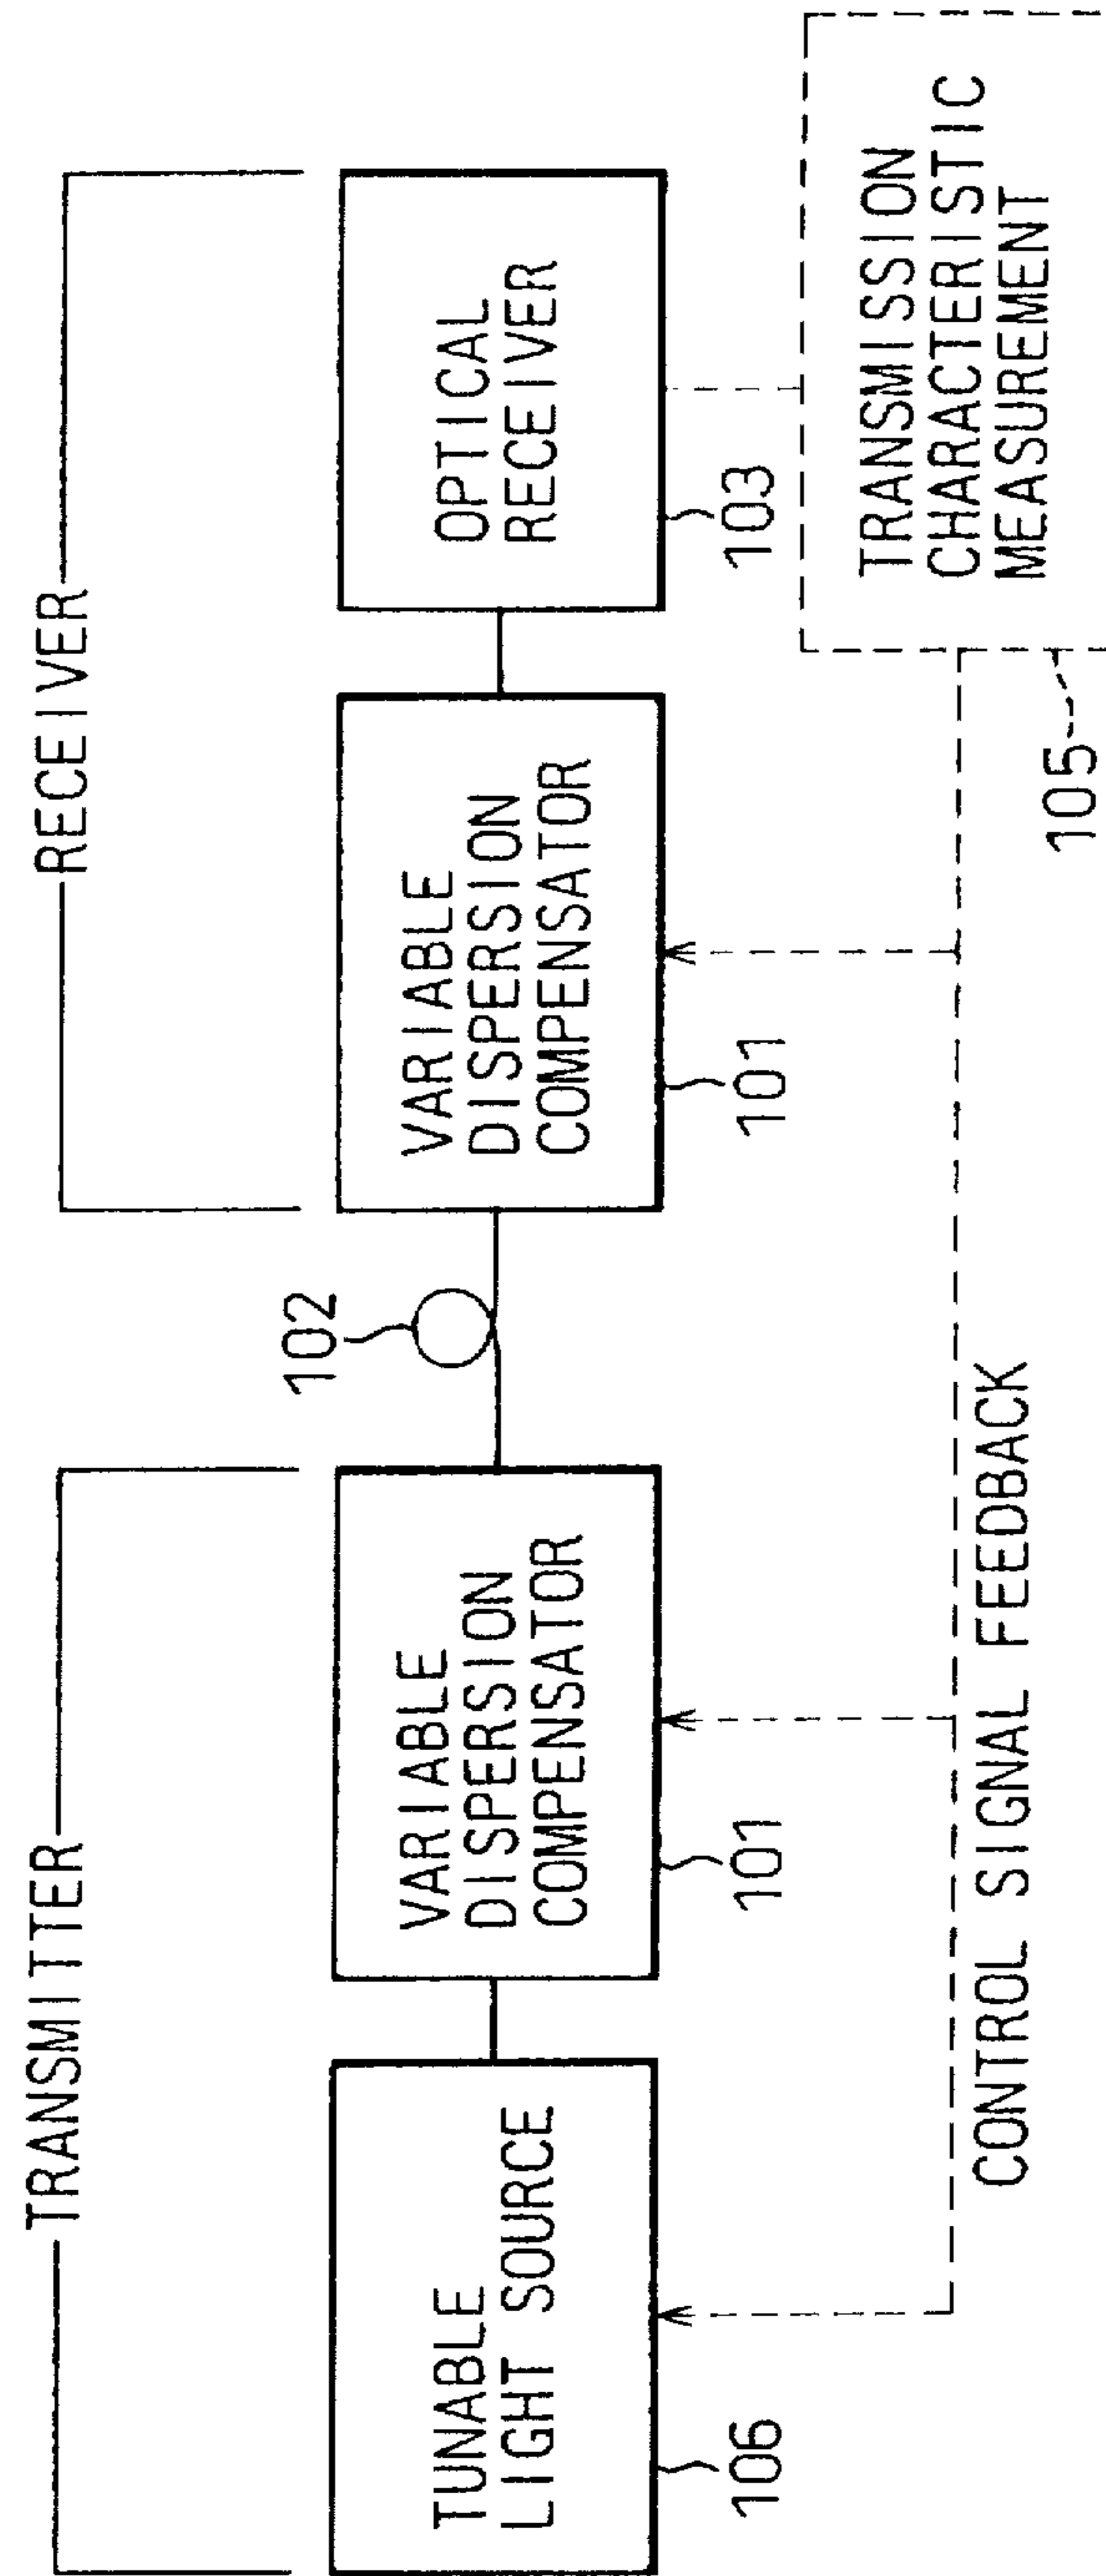 TRANSMITTER
RECEIVER
102
TUNABLE
LIGHT SOURCE
VARIABLE
DISPERSION
COMPENSATOR
VARIABLE
DISPERSION
COMPENSATOR
OPTICAL
RECEIVER
106
101
101
103
CONTROL SIGNAL FEEDBACK
105
TRANSMISSION
CHARACTERISTIC
MEASUREMENT